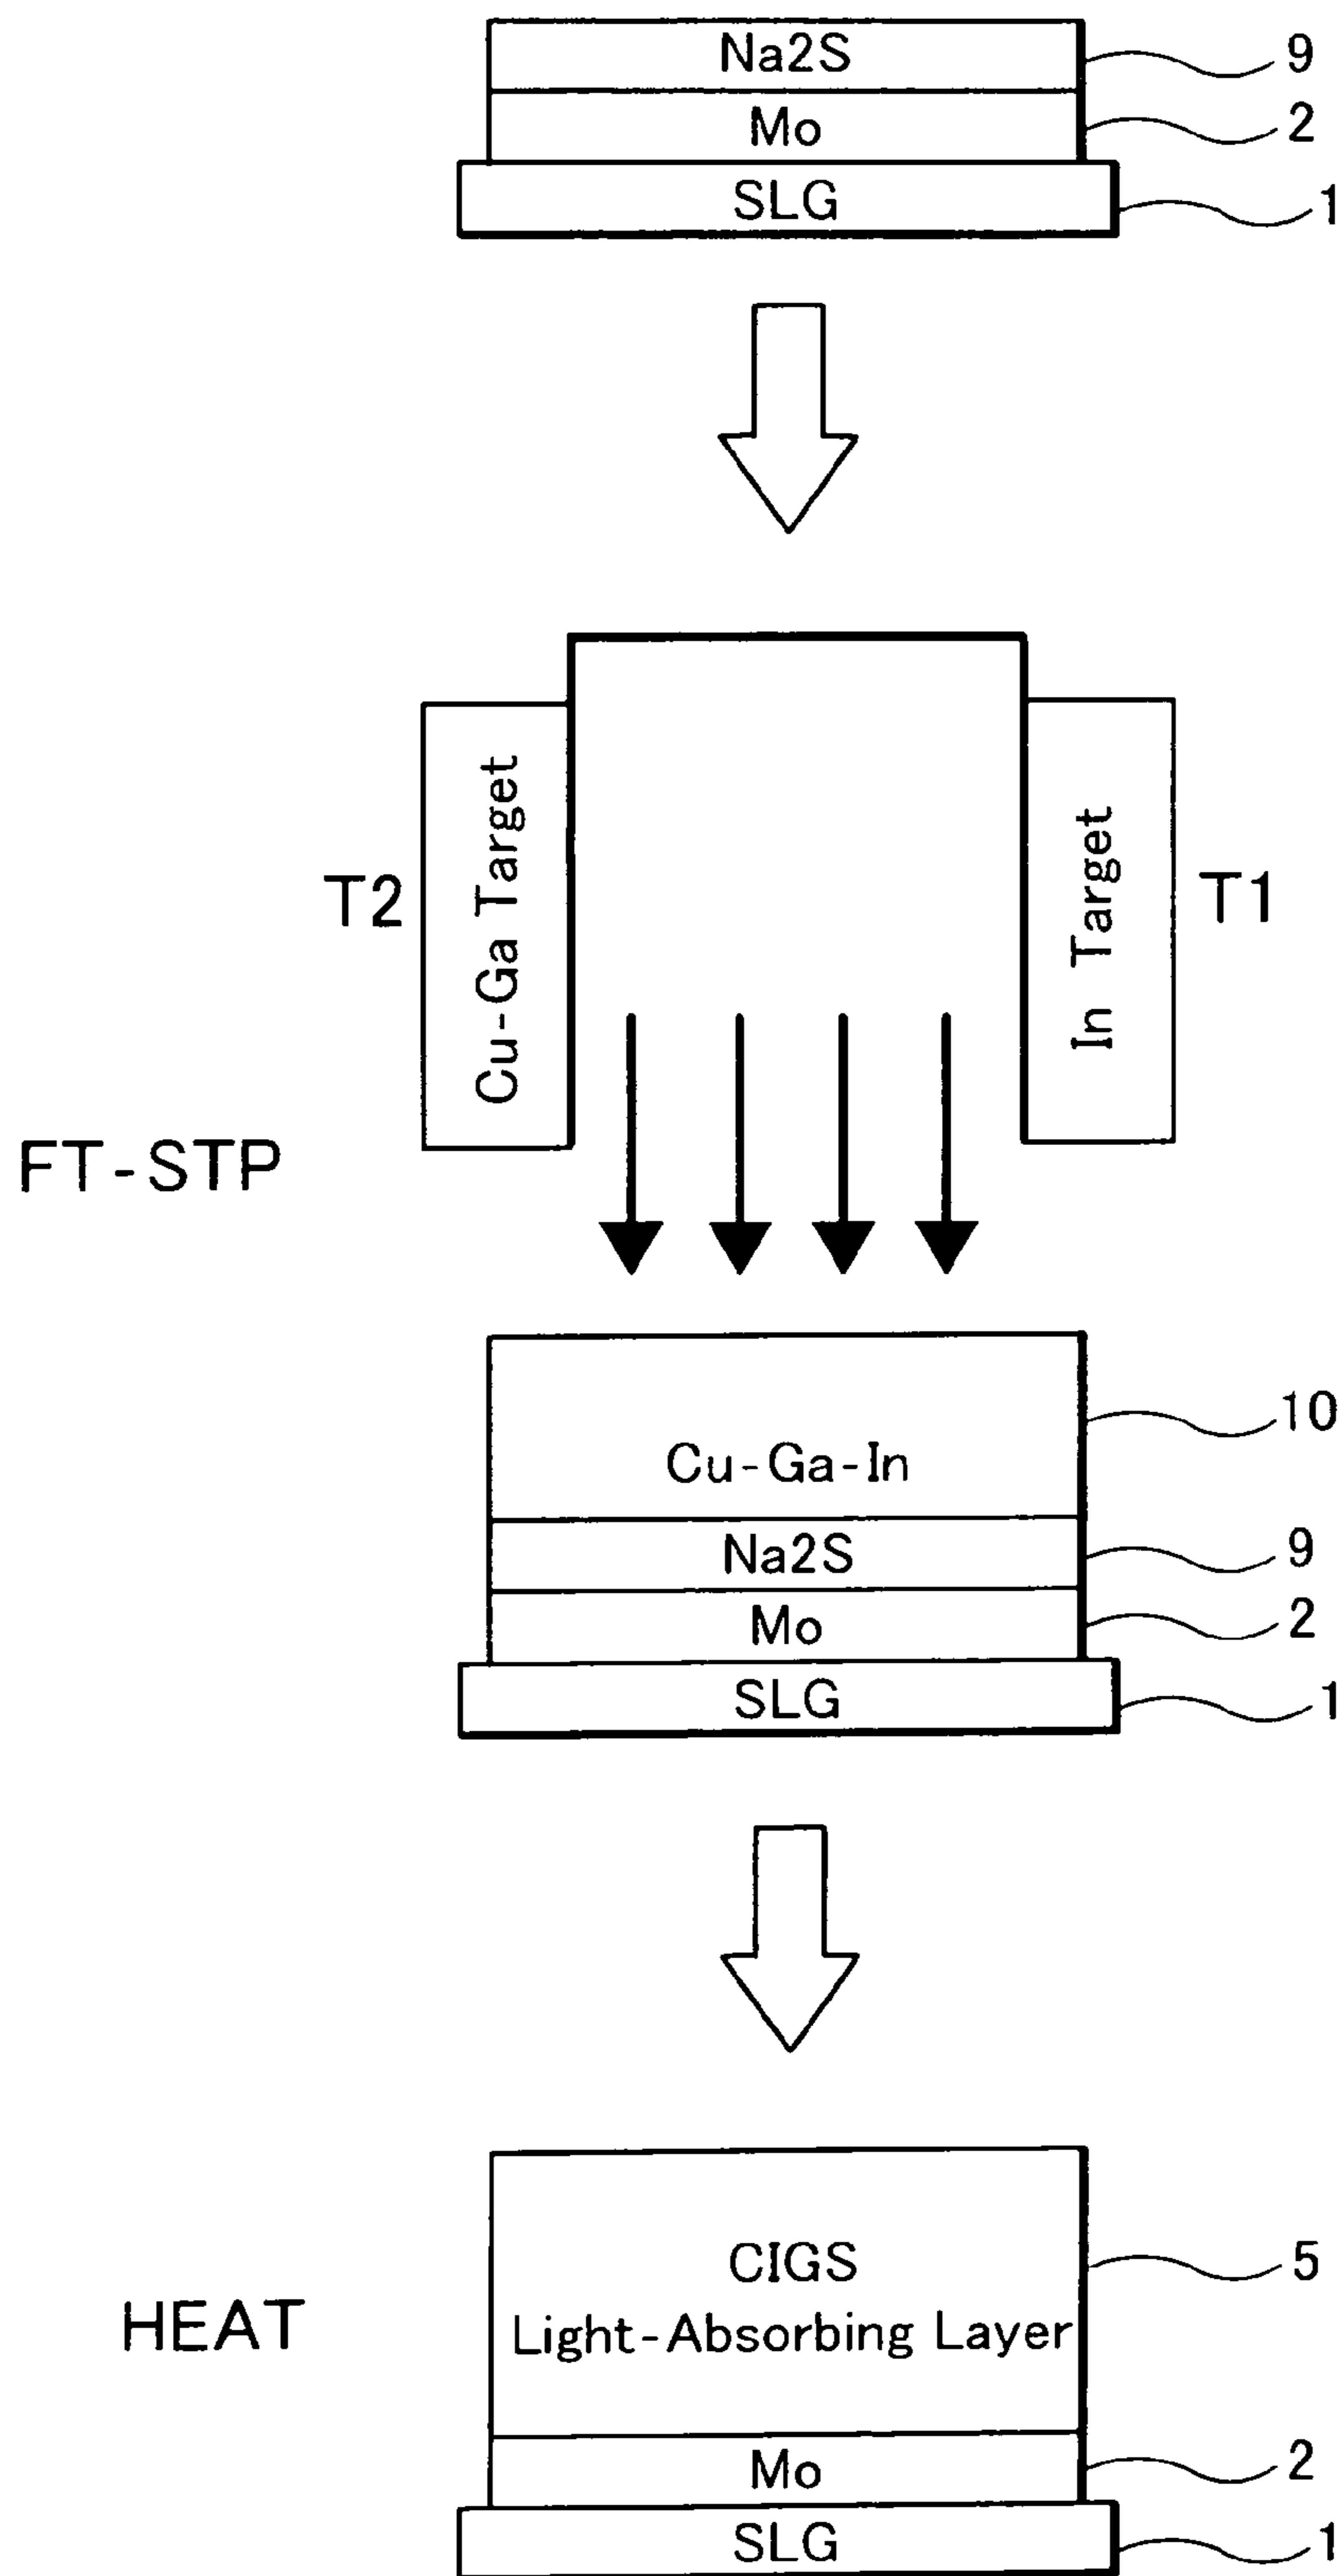 Na2S 9
Mo 2
SLG 1
T2 Cu-Ga Target In Target T1
FT-STP
Cu-Ga-In 10
Na2S 9
Mo 2
SLG 1
HEAT
CIGS 5
Light-Absorbing Layer
Mo 2
SLG 1